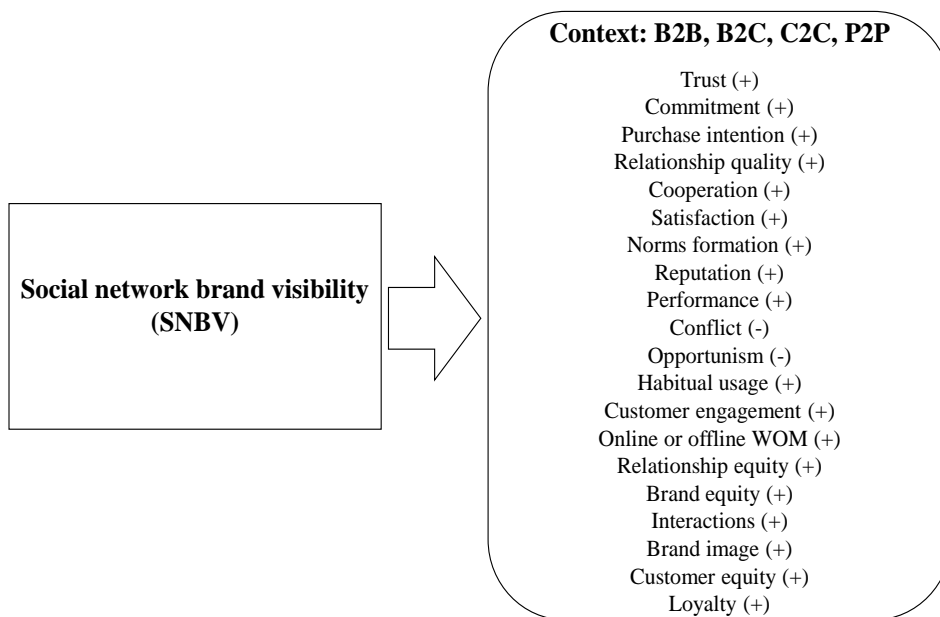 Context: B2B, B2C, C2C, P2P
Trust (+)
Commitment (+)
Purchase intention (+)
Relationship quality (+)
Cooperation (+)
Satisfaction (+)
Norms formation (+)
Reputation (+)
Performance (+)
Conflict (-)
Opportunism (-)
Habitual usage (+)
Customer engagement (+)
Online or offline WOM (+)
Relationship equity (+)
Brand equity (+)
Interactions (+)
Brand image (+)
Customer equity (+)
Loyalty (+)
Social network brand visibility
(SNBV)